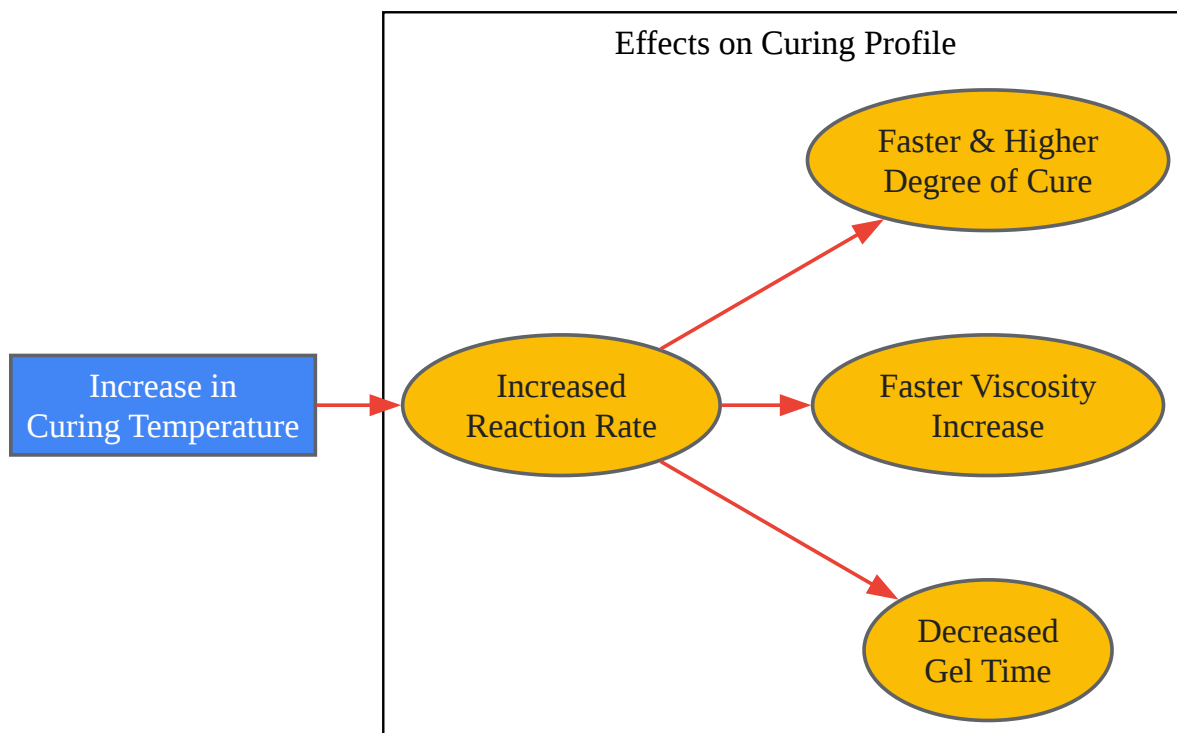 Effects on Curing Profile
Faster & Higher
Degree of Cure
Increase in
Curing Temperature
Increased
Reaction Rate
Faster Viscosity
Increase
Decreased
Gel Time